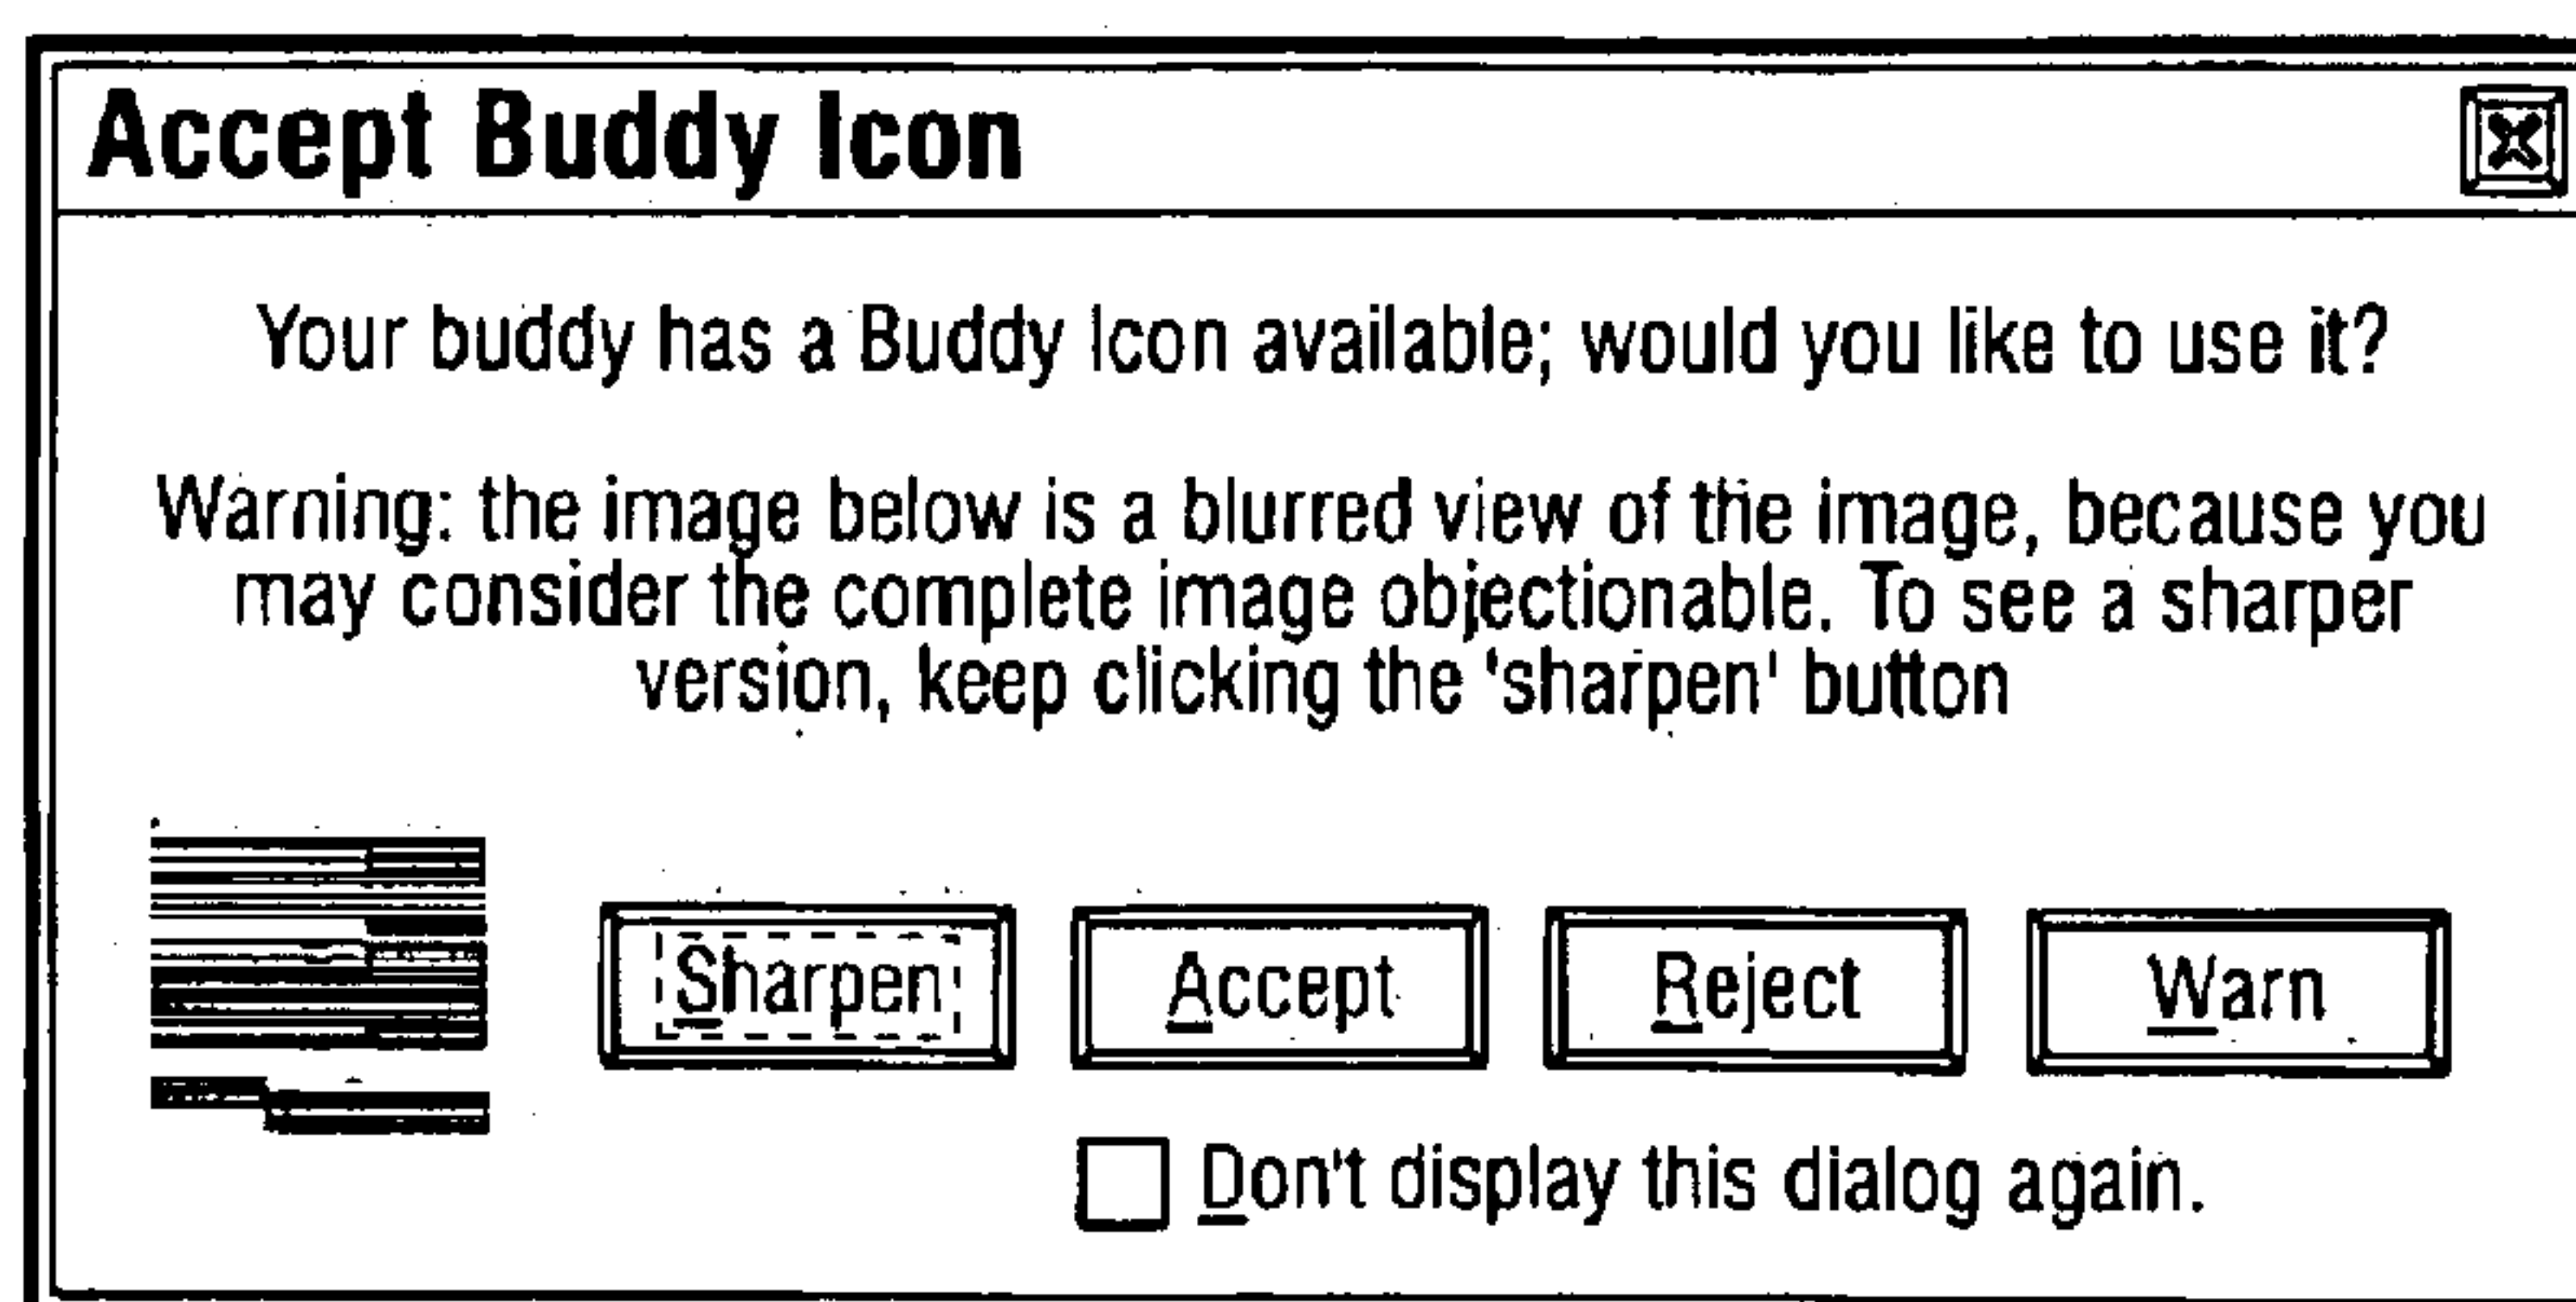 Accept Buddy Icon
Your buddy has a Buddy Icon available; would you like to use it?
Warning: the image below is a blurred view of the image, because you
may consider the complete image objectionable. To see a sharper
version, keep clicking the 'sharpen' button
Sharpen Accept Reject Warn
Don't display this dialog again.